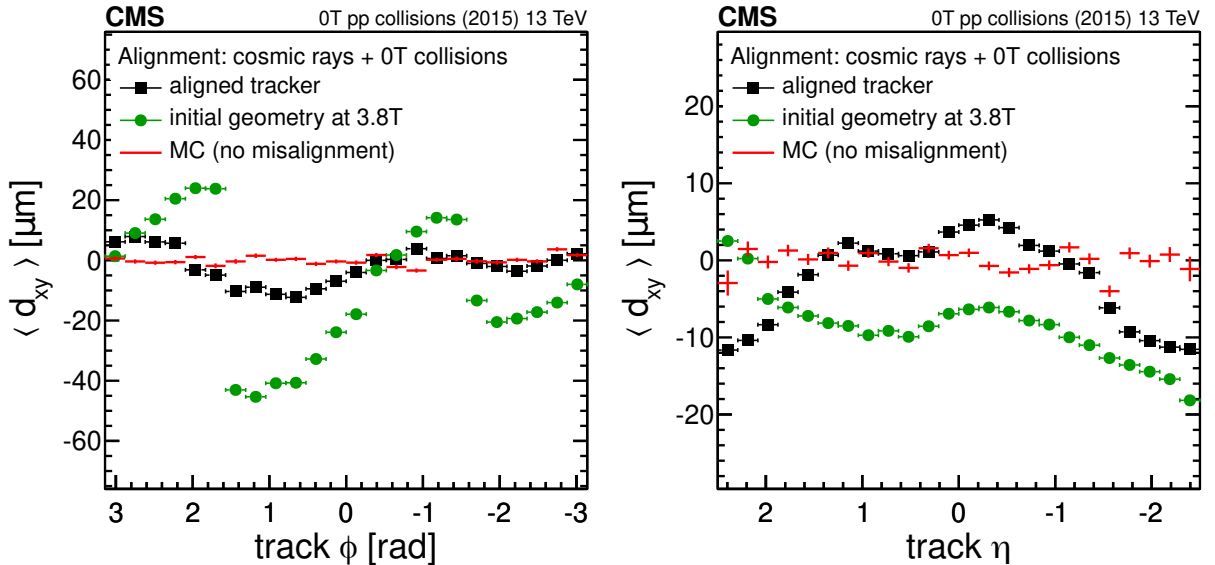 CMS 0T pp collisions (2015) 13 TeV
Alignment: cosmic rays + 0T collisions
aligned tracker
initial geometry at 3.8T
MC (no misalignment)
60
40
20
0
-20
-40
-60
⟨ d_xy ⟩ [μm]
3 2 1 0 -1 -2 -3
track ϕ [rad]
CMS 0T pp collisions (2015) 13 TeV
Alignment: cosmic rays + 0T collisions
aligned tracker
initial geometry at 3.8T
MC (no misalignment)
20
10
0
-10
-20
⟨ d_xy ⟩ [μm]
2 1 0 -1 -2
track η